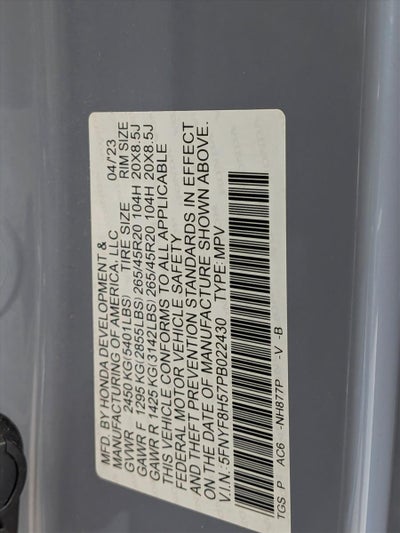 MFD. BY HONDA DEVELOPMENT &
MANUFACTURING OF AMERICA, LLC 04/'23
GVWR 2450 KG(5401LBS) TIRE SIZE RIM SIZE
GAWR F 1295 KG(2855LBS) 265/45R20 104H 20X8.5J
GAWR R 1425 KG(3142LBS) 265/45R20 104H 20X8.5J
THIS VEHICLE CONFORMS TO ALL APPLICABLE
FEDERAL MOTOR VEHICLE SAFETY
AND THEFT PREVENTION STANDARDS IN EFFECT
ON THE DATE OF MANUFACTURE SHOWN ABOVE.
V.I.N.: 5FNYF8H57PB022430 TYPE: MPV
TGS P AC6 -NH877P -V -B